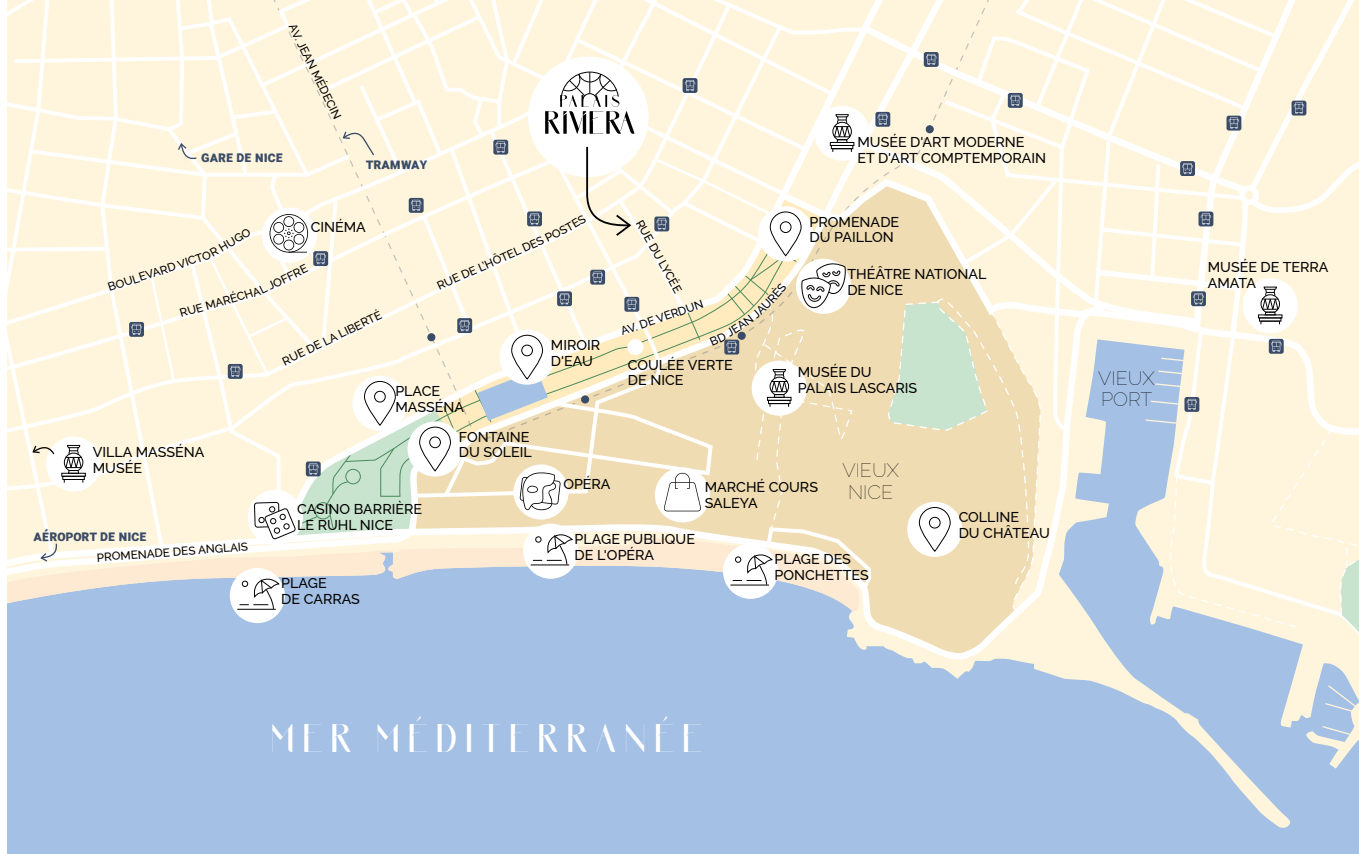 AV. JEAN MÉDECIN
PALAIS
RIVIERA
GARE DE NICE
TRAMWAY
MUSÉE D'ART MODERNE
ET D'ART COMPTEMPORAIN
CINÉMA
BOULEVARD VICTOR HUGO
RUE MARÉCHAL JOFFRE
RUE DE L'HÔTEL DES POSTES
RUE DU LYCÉE
PROMENADE
DU PAILLON
THÉÂTRE NATIONAL
DE NICE
MUSÉE DE TERRA
AMATA
RUE DE LA LIBERTÉ
AV. DE VERDUN
BD JEAN JAURÈS
MIROIR
D'EAU
COULÉE VERTE
DE NICE
MUSÉE DU
PALAIS LASCARIS
VIEUX
PORT
PLACE
MASSÉNA
FONTAINE
DU SOLEIL
VILLA MASSÉNA
MUSÉE
OPÉRA
MARCHÉ COURS
SALEYA
VIEUX
NICE
CASINO BARRIÈRE
LE RUHL NICE
COLLINE
DU CHÂTEAU
AÉROPORT DE NICE
PROMENADE DES ANGLAIS
PLAGE PUBLIQUE
DE L'OPÉRA
PLAGE DES
PONCHETTES
PLAGE
DE CARRAS
MER MÉDITERRANÉE